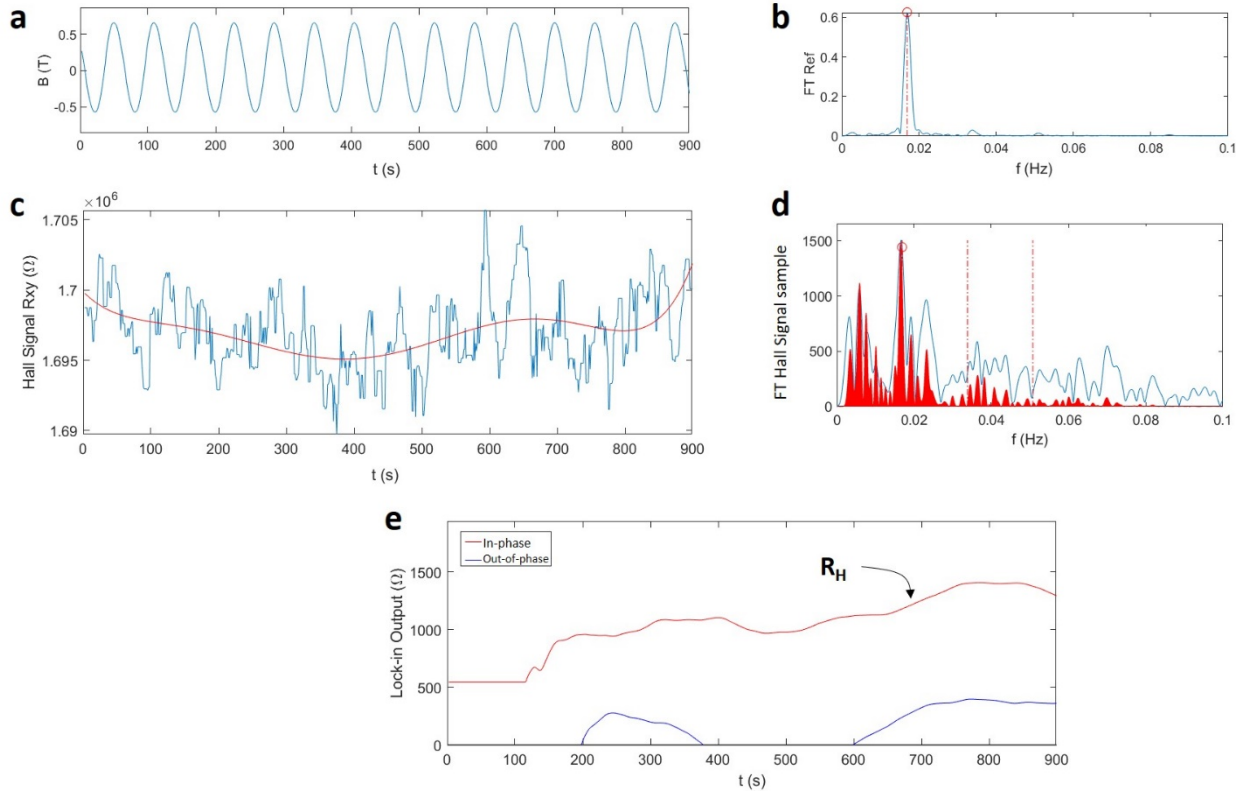 a
0.5
0
-0.5
B (T)
0 100 200 300 400 500 600 700 800 900
t (s)
b
0.6
0.4
0.2
0
FT Ref
0 0.02 0.04 0.06 0.08 0.1
f (Hz)
c
×10⁶
1.705
1.7
1.695
1.69
Hall Signal Rxy (Ω)
0 100 200 300 400 500 600 700 800 900
t (s)
d
1500
1000
500
0
FT Hall Signal sample
0 0.02 0.04 0.06 0.08 0.1
f (Hz)
e
In-phase
Out-of-phase
R_H
1500
1000
500
0
Lock-in Output (Ω)
0 100 200 300 400 500 600 700 800 900
t (s)